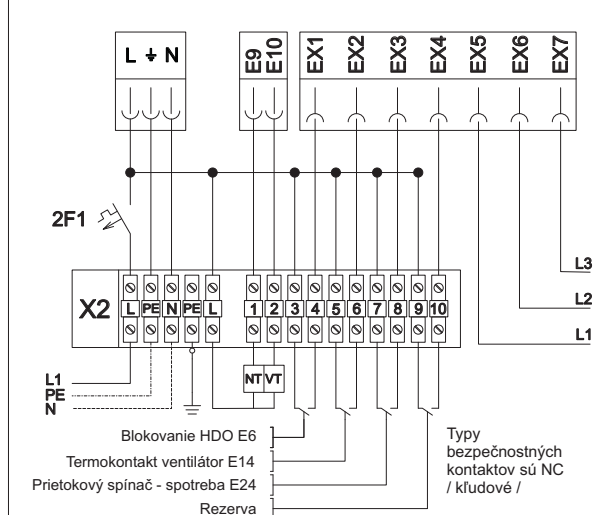 L ⏚ N
E9 E10
EX1 EX2 EX3 EX4 EX5 EX6 EX7
2F1
L3
L2
L1
X2
L PE N PE L 1 2 3 4 5 6 7 8 9 10
NT VT
L1
PE
N
Blokovanie HDO E6
Termokontakt ventilátor E14
Prietokový spínač - spotreba E24
Rezerva
Typy
bezpečnostných
kontaktov sú NC
/ kľudové /